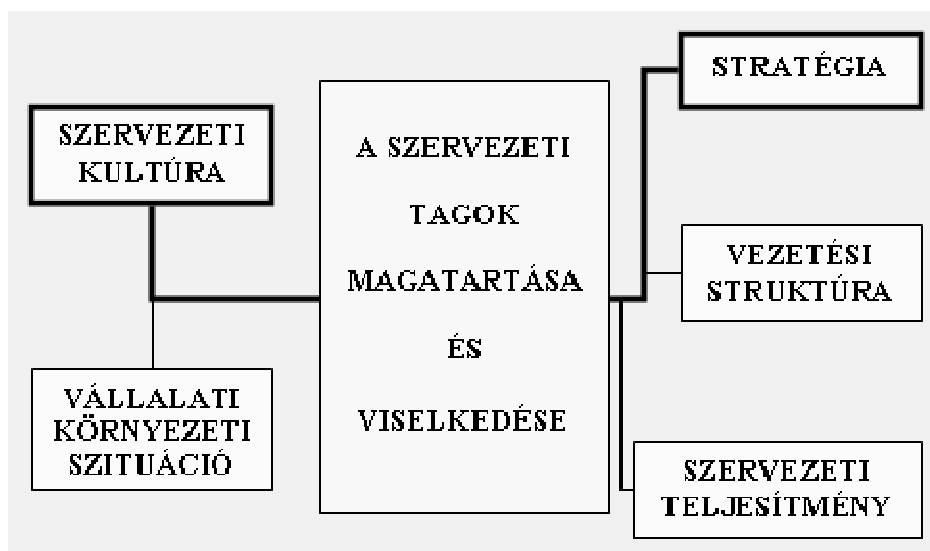 SZERVEZETI
KULTÚRA
VÁLLALATI
KÖRNYEZETI
SZITUÁCIÓ
A SZERVEZETI
TAGOK
MAGATARTÁSA
ÉS
VISELKEDÉSE
STRATÉGIA
VEZETÉSI
STRUKTÚRA
SZERVEZETI
TELJESÍTMÉNY